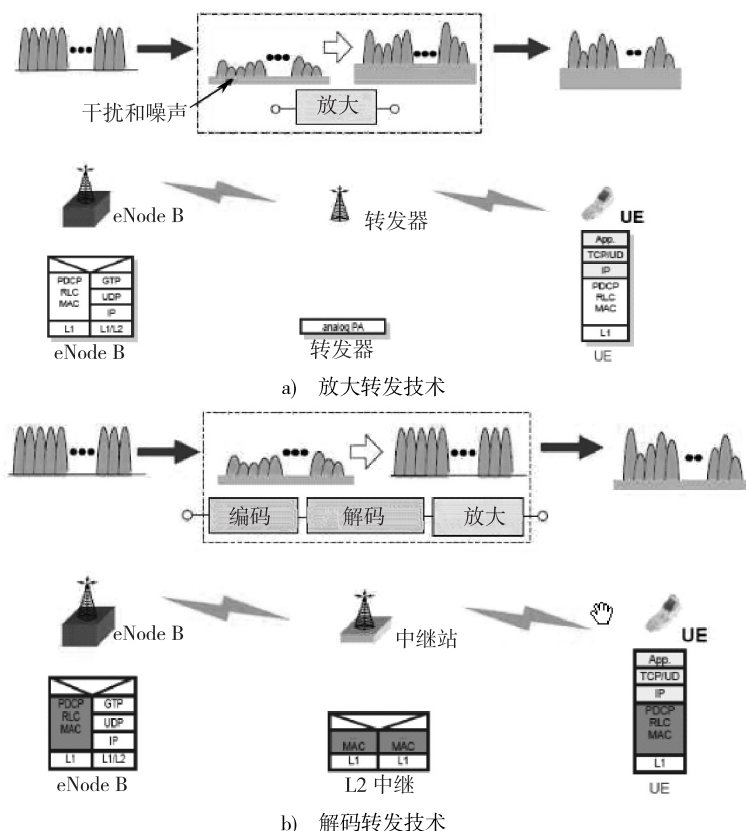 干扰和噪声
放大
eNode B
转发器
UE
PDCP
RLC
MAC
L1
GTP
UDP
IP
L1/L2
eNode B
analog PA
转发器
App.
TCP/UD
IP
PDCP
RLC
MAC
L1
UE
a) 放大转发技术
编码
解码
放大
eNode B
中继站
UE
PDCP
RLC
MAC
L1
GTP
UDP
IP
L1/L2
eNode B
MAC
MAC
L1
L1
L2 中继
App.
TCP/UD
IP
PDCP
RLC
MAC
L1
UE
b) 解码转发技术